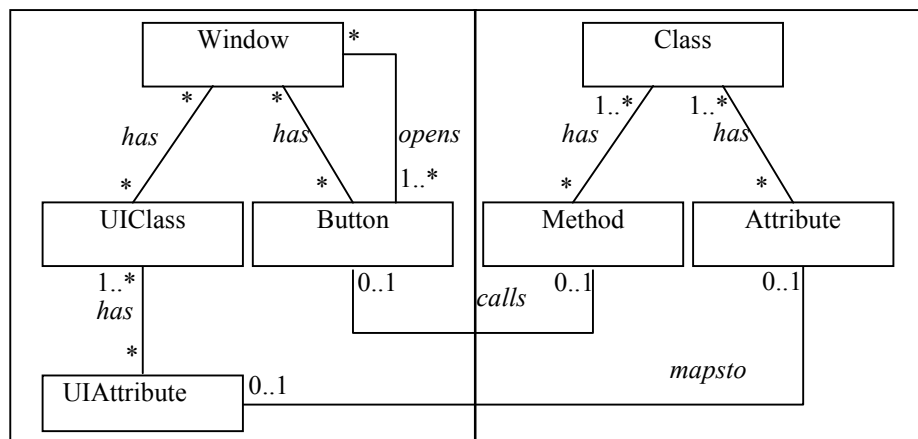 Window
*
Class
*
*
1..*
1..*
has
has
opens
has
has
*
*
1..*
*
*
UIClass
Button
Method
Attribute
1..*
0..1
calls
0..1
0..1
has
*
UIAttribute
0..1
mapsto